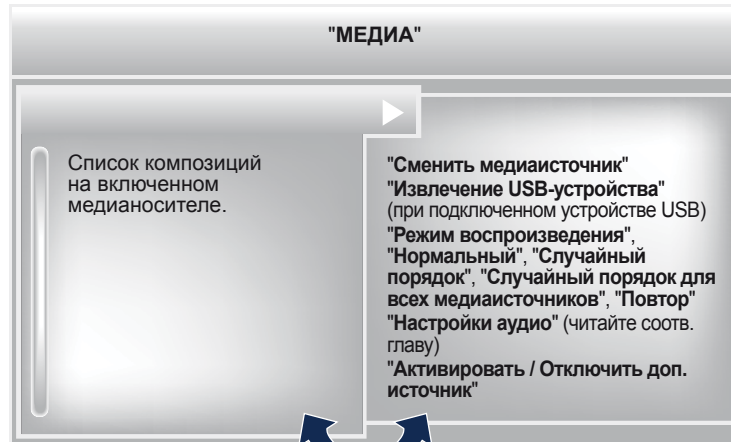 "МЕДИА"
Список композиций
на включенном
медианосителе.
"Сменить медиаисточник"
"Извлечение USB-устройства"
(при подключенном устройстве USB)
"Режим воспроизведения",
"Нормальный", "Случайный
порядок", "Случайный порядок для
всех медиаисточников", "Повтор"
"Настройки аудио" (читайте соотв.
главу)
"Активировать / Отключить доп.
источник"